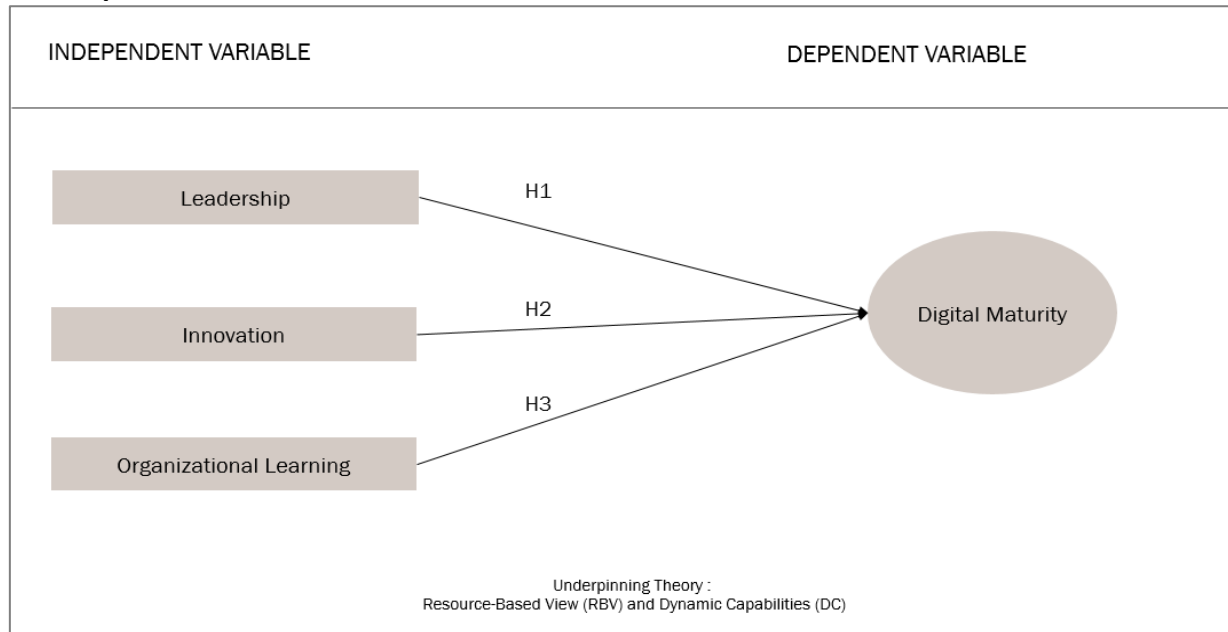 INDEPENDENT VARIABLE
DEPENDENT VARIABLE
Leadership
H1
Innovation
H2
Digital Maturity
H3
Organizational Learning
Underpinning Theory :
Resource-Based View (RBV) and Dynamic Capabilities (DC)